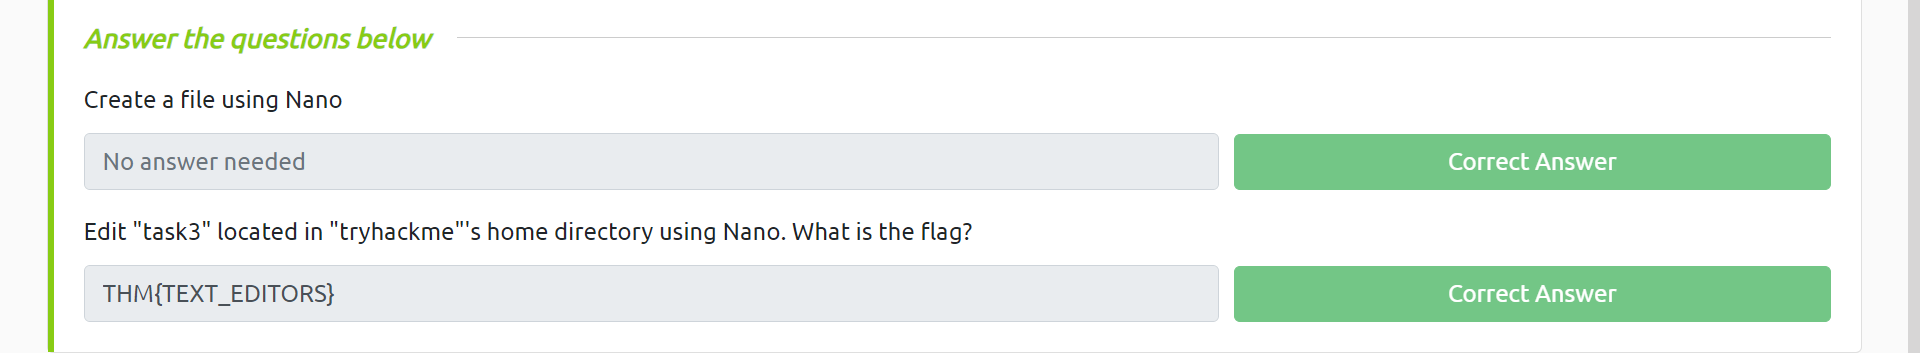 Answer the questions below
Create a file using Nano
No answer needed
Correct Answer
Edit "task3" located in "tryhackme"'s home directory using Nano. What is the flag?
THM{TEXT_EDITORS}
Correct Answer